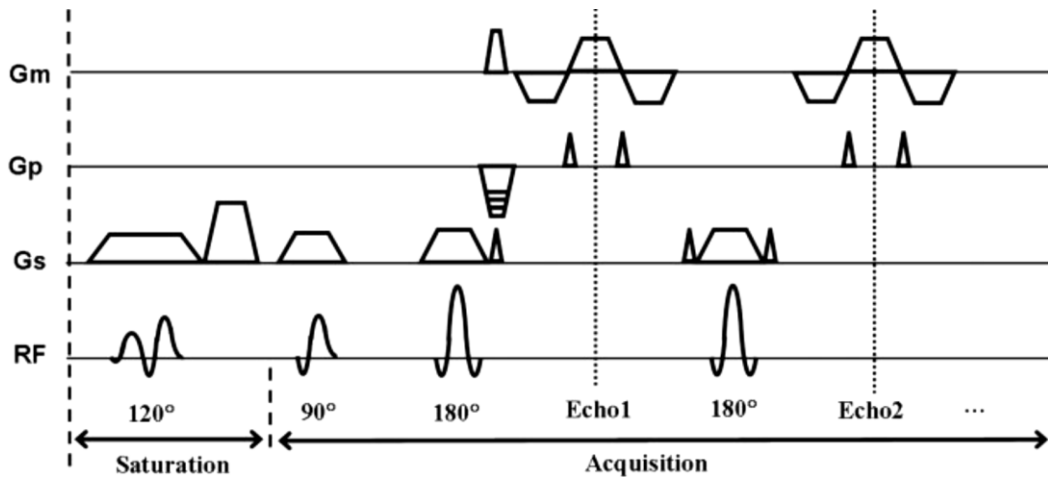 Gm
Gp
Gs
RF
120° 90° 180° Echo1 180° Echo2 ...
Saturation Acquisition